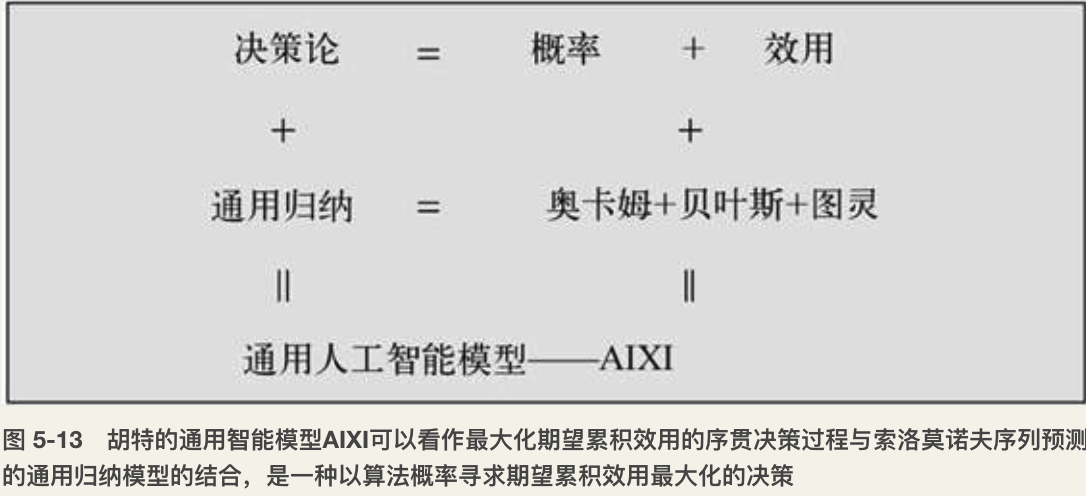 决策论 = 概率 + 效用
+ +
通用归纳 = 奥卡姆+贝叶斯+图灵
|| ||
通用人工智能模型——AIXI
图 5-13 胡特的通用智能模型AIXI可以看作最大化期望累积效用的序贯决策过程与索洛莫诺夫序列预测
的通用归纳模型的结合，是一种以算法概率寻求期望累积效用最大化的决策